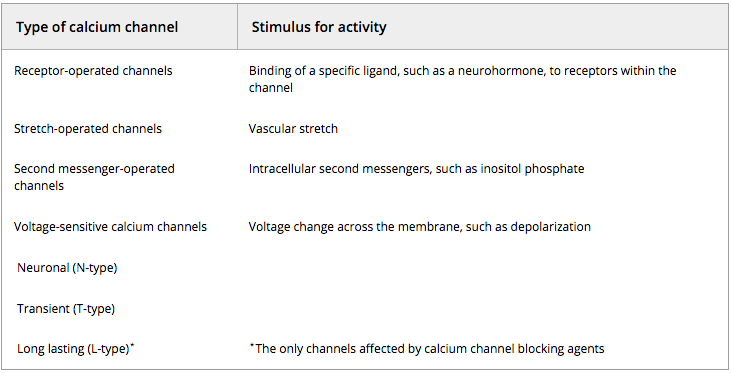 Type of calcium channel
Stimulus for activity
Receptor-operated channels
Binding of a specific ligand, such as a neurohormone, to receptors within the
channel
Stretch-operated channels
Vascular stretch
Second messenger-operated
channels
Intracellular second messengers, such as inositol phosphate
Voltage-sensitive calcium channels
Voltage change across the membrane, such as depolarization
Neuronal (N-type)
Transient (T-type)
Long lasting (L-type)*
*The only channels affected by calcium channel blocking agents